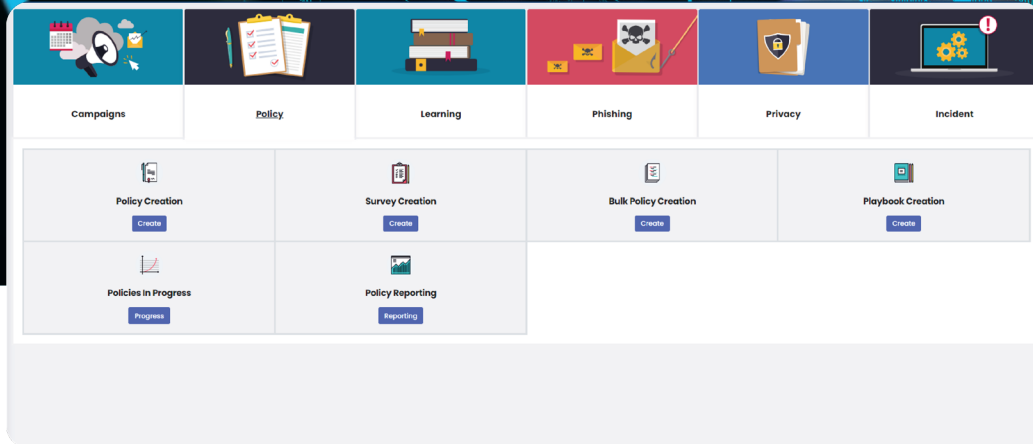 Campaigns
Policy
Learning
Phishing
Privacy
Incident
Policy Creation
Create
Survey Creation
Create
Bulk Policy Creation
Create
Playbook Creation
Create
Policies In Progress
Progress
Policy Reporting
Reporting